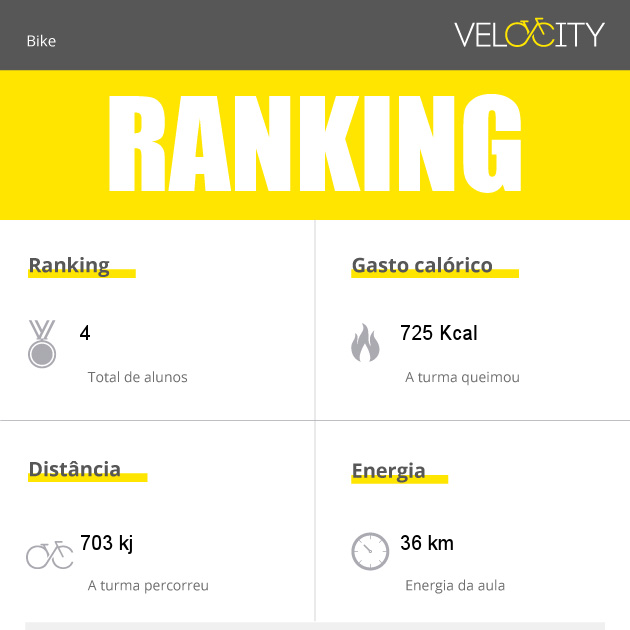 Bike
VELOCITY
RANKING
Ranking
4
Total de alunos
Gasto calórico
725 Kcal
A turma queimou
Distância
703 kj
A turma percorreu
Energia
36 km
Energia da aula